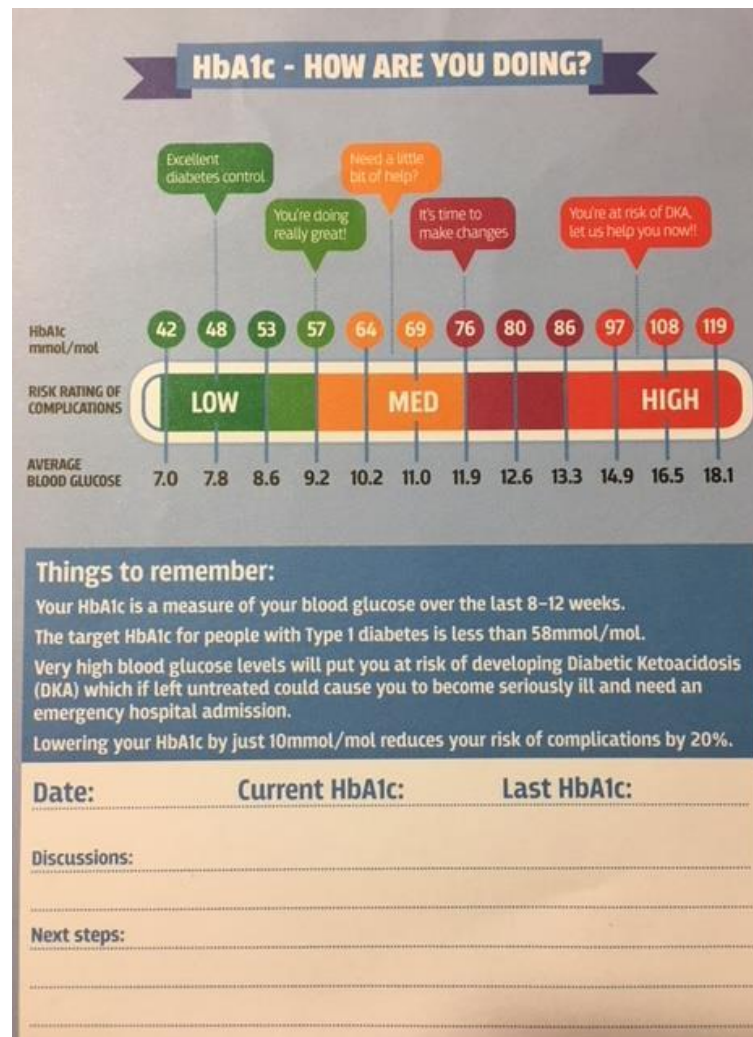 HbA1c - HOW ARE YOU DOING?
Excellent
diabetes control
You're doing
really great!
Need a little
bit of help?
It's time to
make changes
You're at risk of DKA,
let us help you now!!
HbA1c
mmol/mol
42 48 53 57 64 69 76 80 86 97 108 119
RISK RATING OF
COMPLICATIONS
LOW MED HIGH
AVERAGE
BLOOD GLUCOSE
7.0 7.8 8.6 9.2 10.2 11.0 11.9 12.6 13.3 14.9 16.5 18.1
Things to remember:
Your HbA1c is a measure of your blood glucose over the last 8-12 weeks.
The target HbA1c for people with Type 1 diabetes is less than 58mmol/mol.
Very high blood glucose levels will put you at risk of developing Diabetic Ketoacidosis
(DKA) which if left untreated could cause you to become seriously ill and need an
emergency hospital admission.
Lowering your HbA1c by just 10mmol/mol reduces your risk of complications by 20%.
Date: Current HbA1c: Last HbA1c:
Discussions:
Next steps: